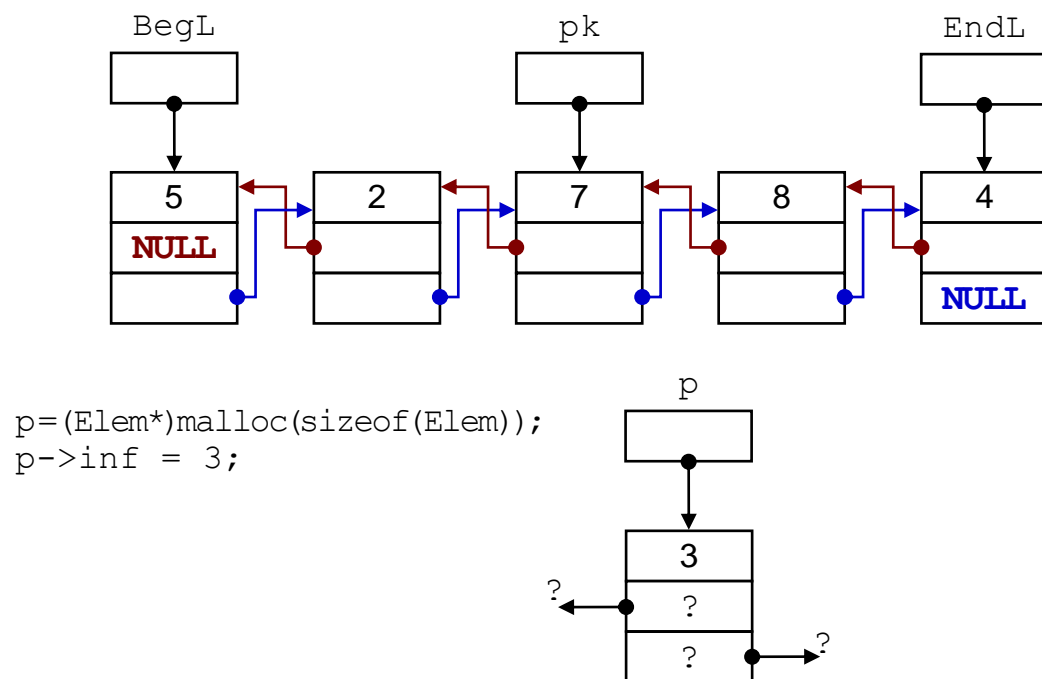 BegL pk EndL
5 2 7 8 4
NULL
NULL
p
p=(Elem*)malloc(sizeof(Elem));
p->inf = 3;
3
? ?
? ?